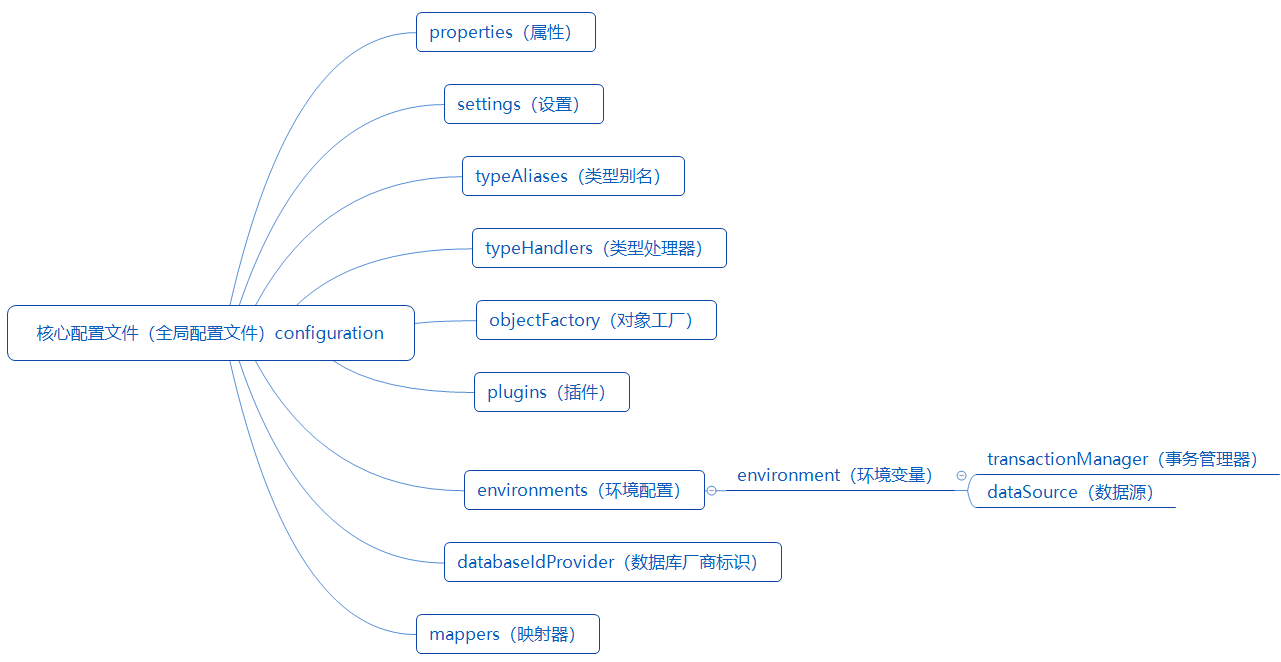 properties（属性）
settings（设置）
typeAliases（类型别名）
typeHandlers（类型处理器）
核心配置文件（全局配置文件）configuration
objectFactory（对象工厂）
plugins（插件）
environments（环境配置）
environment（环境变量）
transactionManager（事务管理器）
dataSource（数据源）
databaseIdProvider（数据库厂商标识）
mappers（映射器）